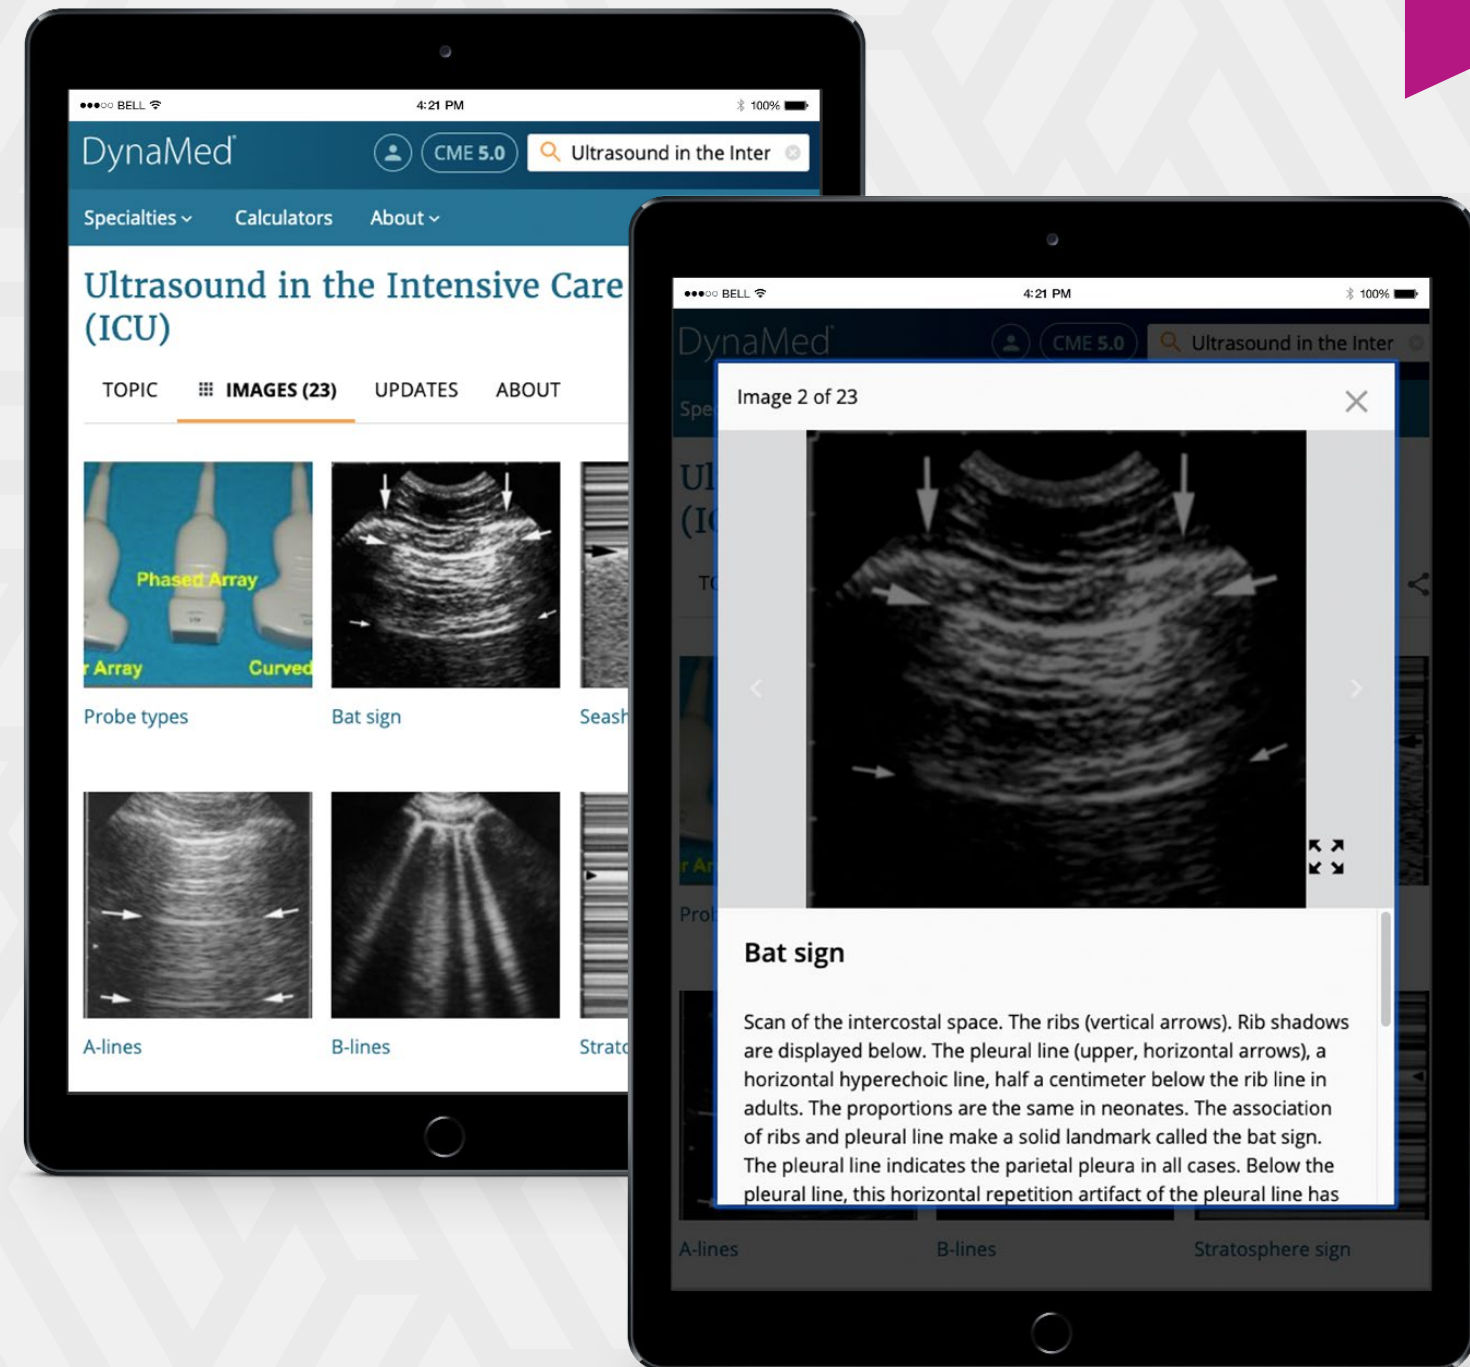 BELL
4:21 PM
100%
DynaMed
CME 5.0
Ultrasound in the Inter
Specialties
Calculators
About
Ultrasound in the Intensive Care
(ICU)
TOPIC
IMAGES (23)
UPDATES
ABOUT
Phased Array
r Array
Curved
Probe types
Bat sign
Seash
A-lines
B-lines
Strato
BELL
4:21 PM
100%
DynaMed
CME 5.0
Ultrasound in the Inter
Spe
Image 2 of 23
Ul
(IC
TO
r Ar
Prob
Bat sign
Scan of the intercostal space. The ribs (vertical arrows). Rib shadows
are displayed below. The pleural line (upper, horizontal arrows), a
horizontal hyperechoic line, half a centimeter below the rib line in
adults. The proportions are the same in neonates. The association
of ribs and pleural line make a solid landmark called the bat sign.
The pleural line indicates the parietal pleura in all cases. Below the
pleural line, this horizontal repetition artifact of the pleural line has
A-lines
B-lines
Stratosphere sign